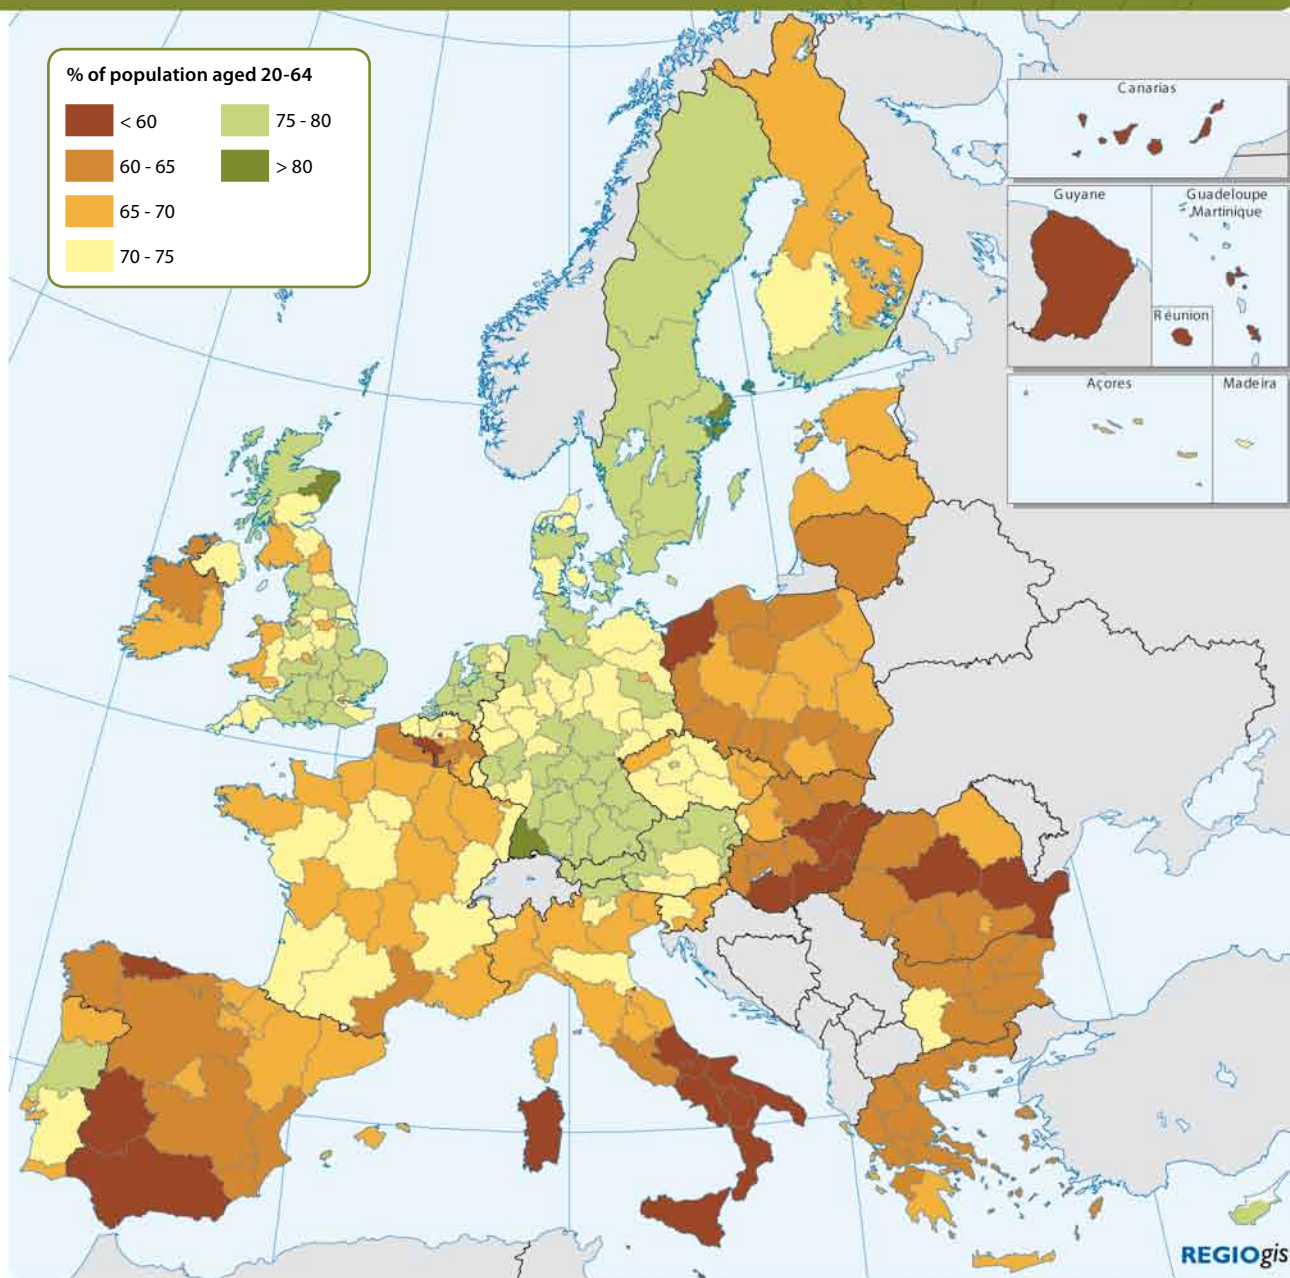 % of population aged 20-64
< 60
60 - 65
65 - 70
70 - 75
75 - 80
> 80
Canarias
Guyane
Guadeloupe
Martinique
Réunion
Açores
Madeira
REGIOgis